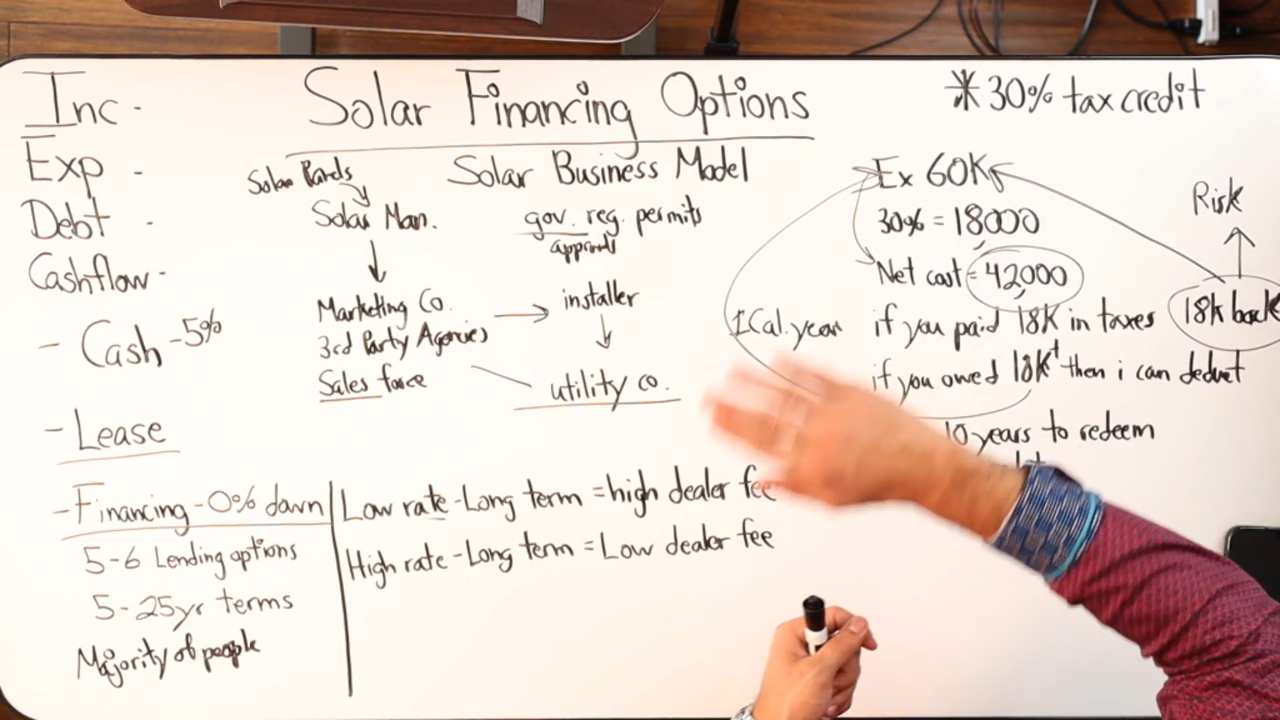 Inc -
Exp -
Debt -
Cashflow -
- Cash - 5%
- Lease
- Financing - 0% down
5-6 Lending options
5-25yr terms
Majority of people
Solar Financing Options
Solar Business Model
Solar
Solar Man.
Marketing Co.
3rd Party Agencies
Sales force
gov. reg. permits
installer
utility co.
Low rate - Long term = high dealer fee
High rate - Long term = Low dealer fee
* 30% tax credit
Ex 60K
30% = 18000
Net cost = 42,000
1 Cal. year
if you paid 18K in taxes
18k back
Risk
if you owed 18K+ then i can deduct
10 years to redeem